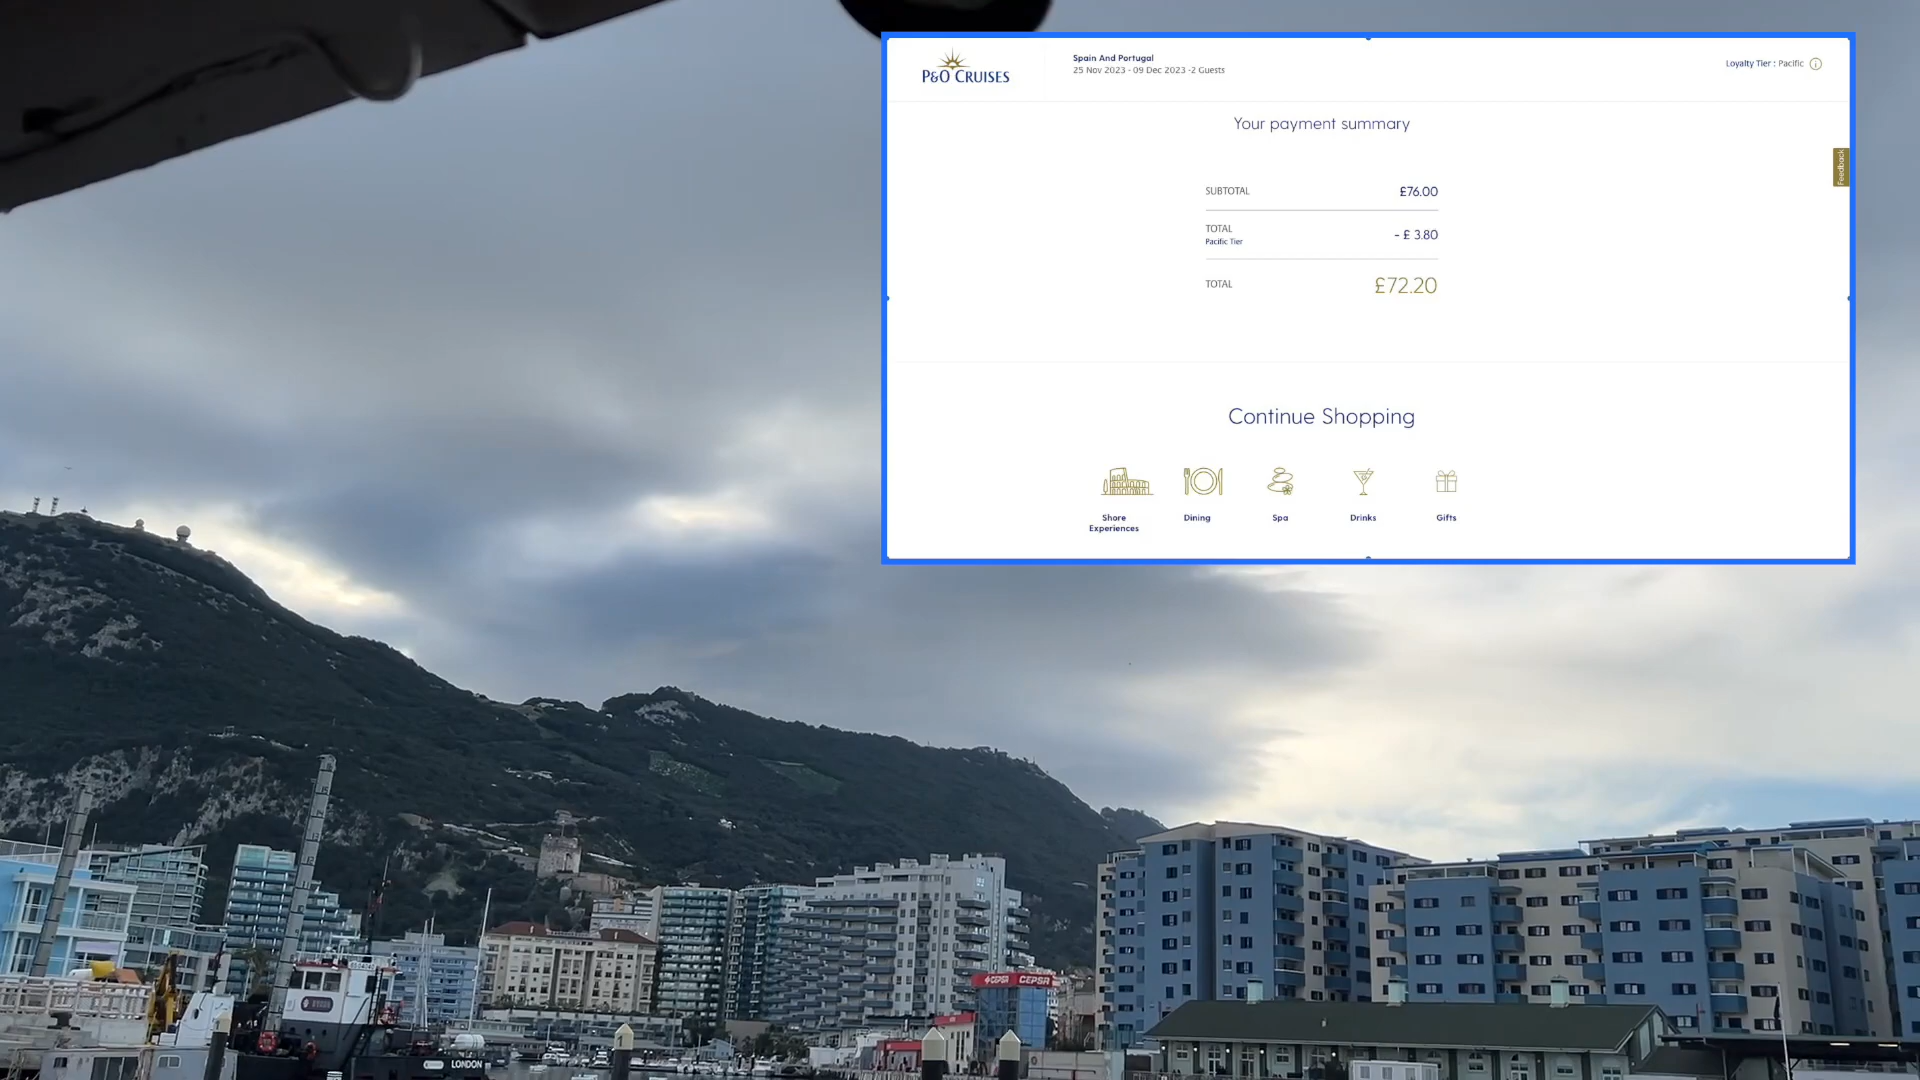 P&O CRUISES
Spain And Portugal
25 Nov 2023 - 09 Dec 2023 -2 Guests
Loyalty Tier : Pacific
Your payment summary
Feedback
SUBTOTAL £76.00
TOTAL
Pacific Tier
- £ 3.80
TOTAL £72.20
Continue Shopping
Shore
Experiences
Dining
Spa
Drinks
Gifts
CEPSA CEPSA
LONDON